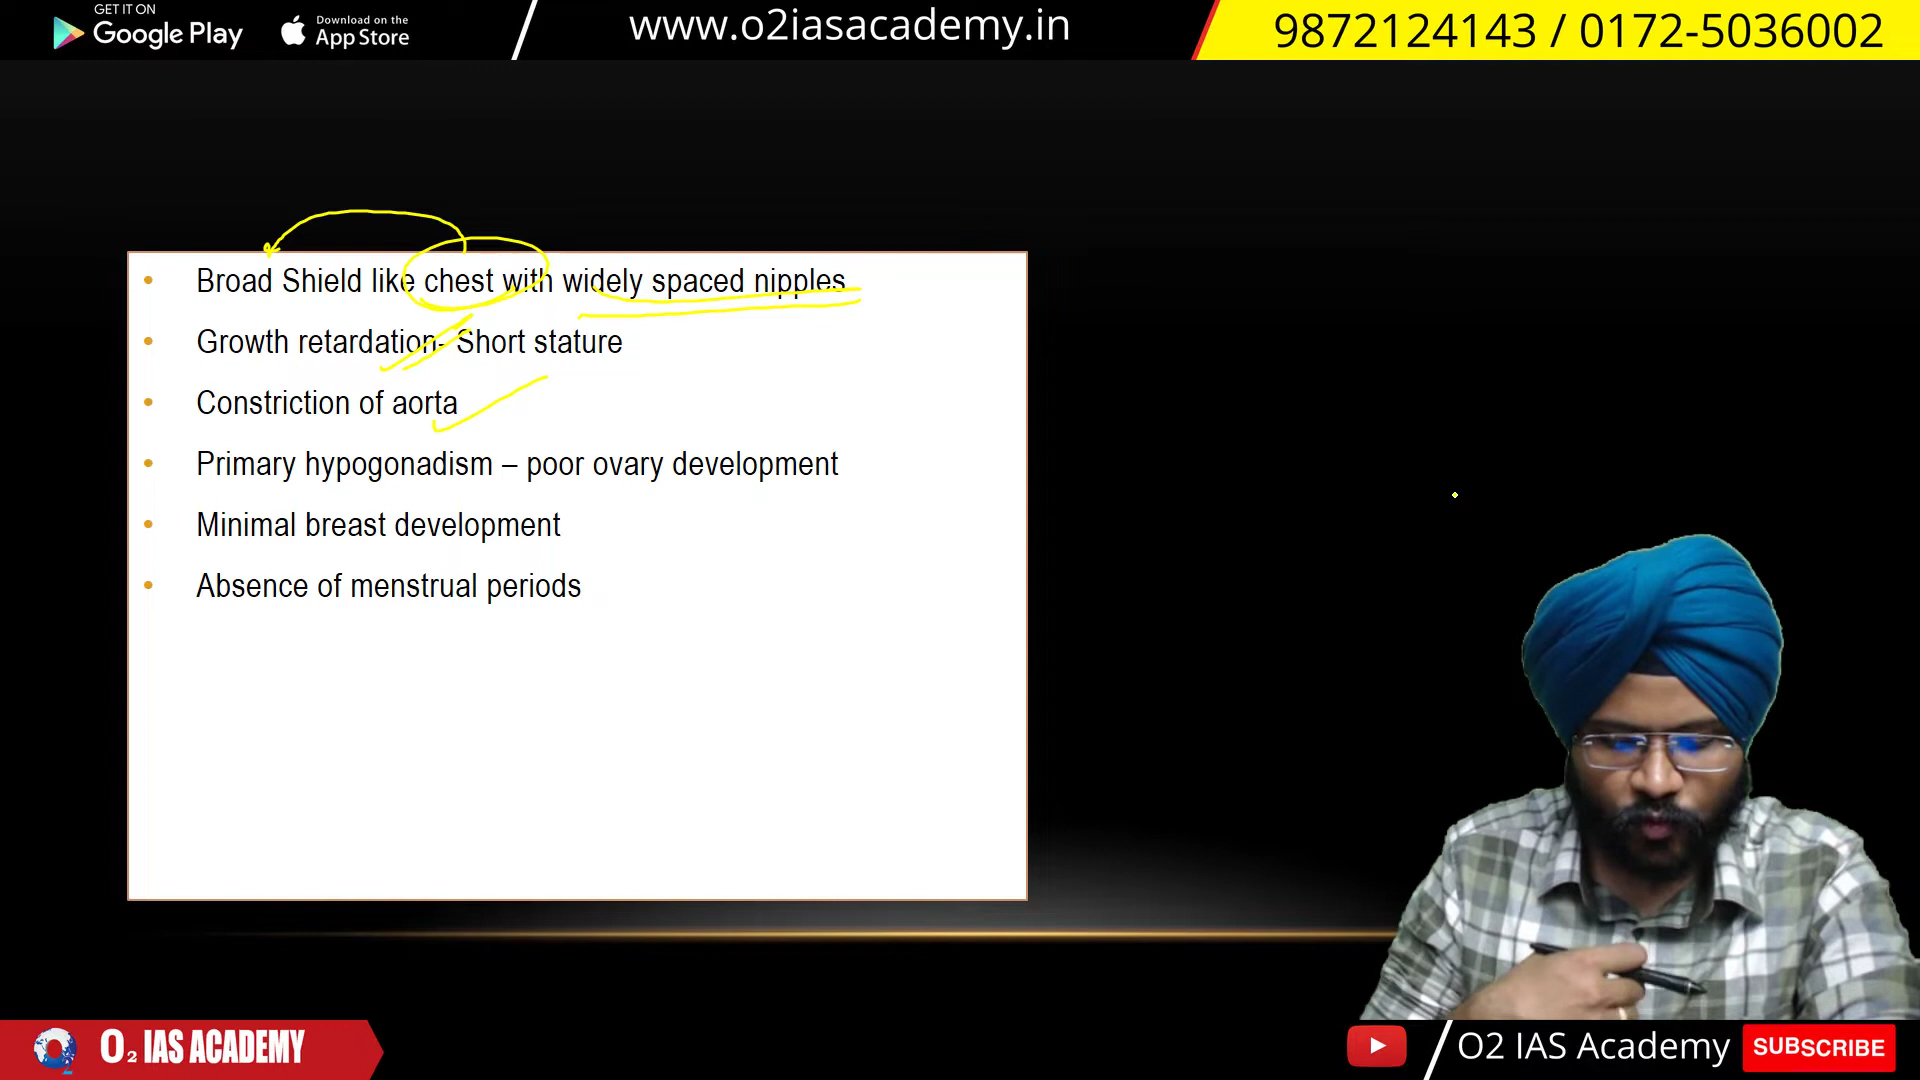 GET IT ON
Google Play
Download on the
App Store
www.o2iasacademy.in
9872124143 / 0172-5036002
• Broad Shield like chest with widely spaced nipples
• Growth retardation- Short stature
• Constriction of aorta
• Primary hypogonadism – poor ovary development
• Minimal breast development
• Absence of menstrual periods
O₂ IAS ACADEMY
O2 IAS Academy
SUBSCRIBE